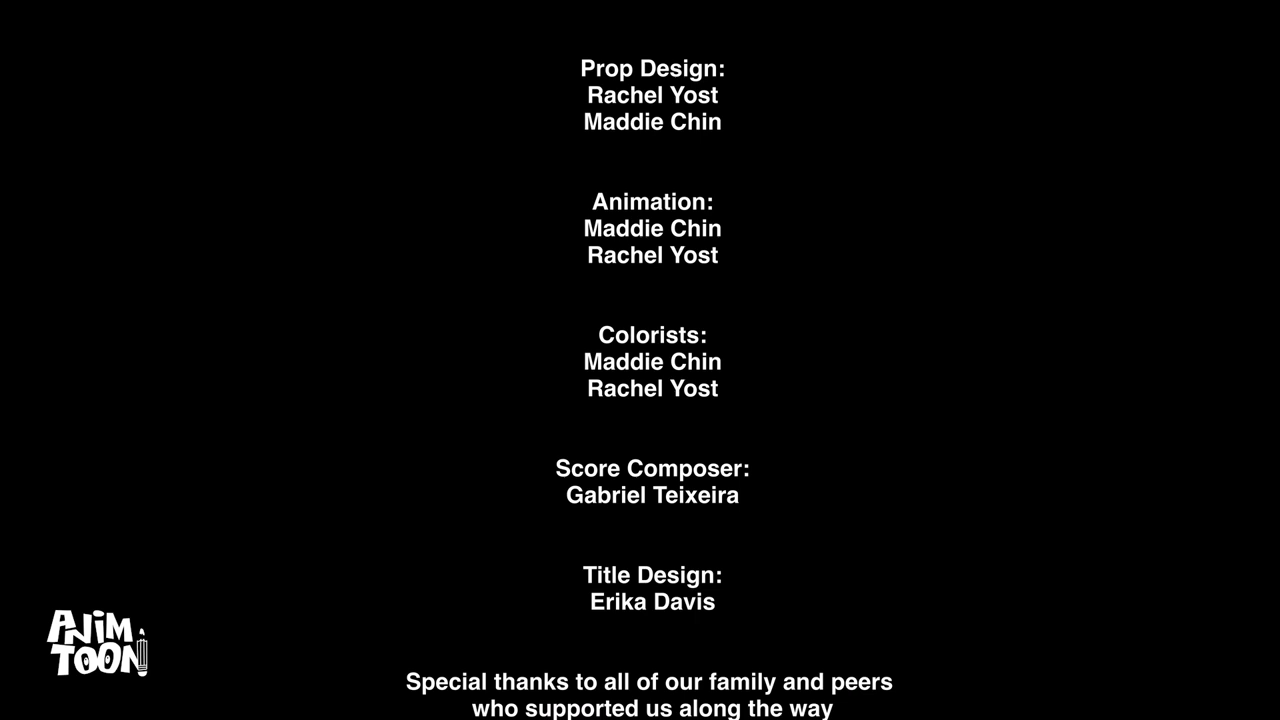 Prop Design:
Rachel Yost
Maddie Chin
Animation:
Maddie Chin
Rachel Yost
Colorists:
Maddie Chin
Rachel Yost
Score Composer:
Gabriel Teixeira
Title Design:
Erika Davis
ANiM
TOON
Special thanks to all of our family and peers
who supported us along the way